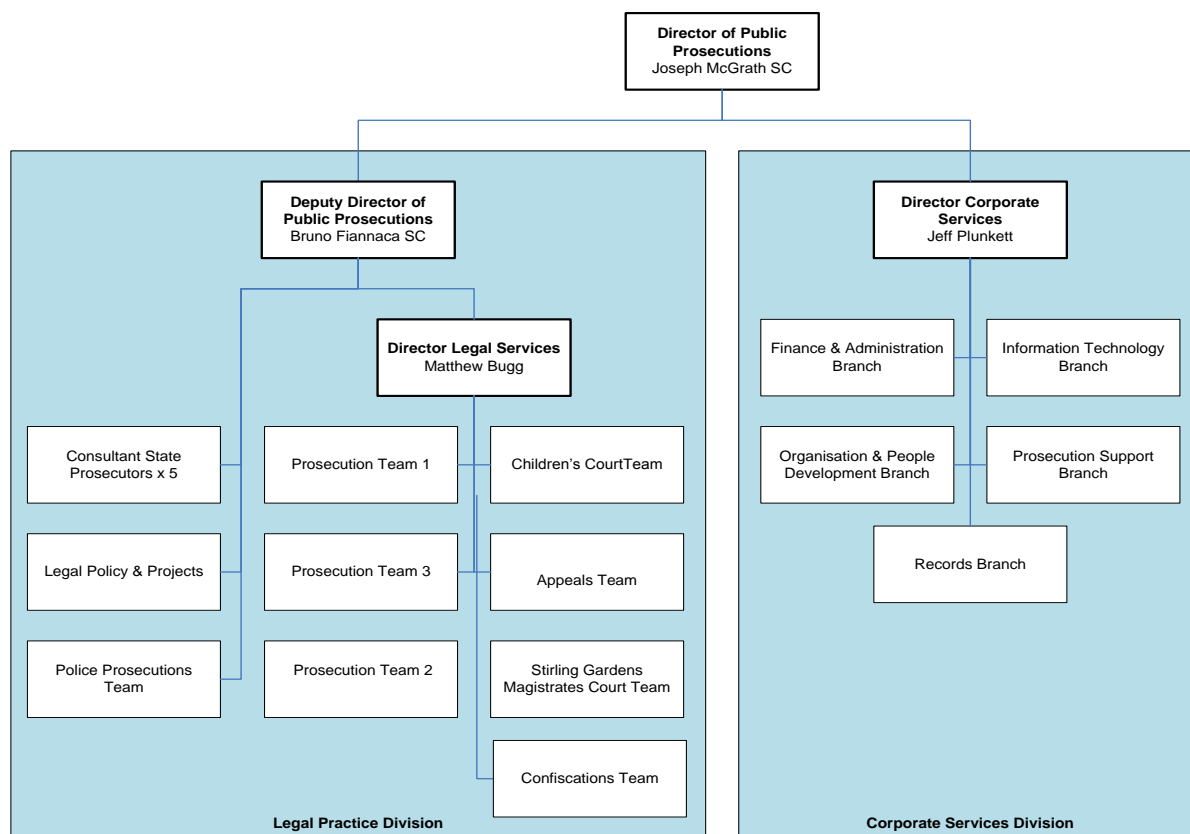 Director of Public
Prosecutions
Joseph McGrath SC
Deputy Director of
Public Prosecutions
Bruno Fiannaca SC
Director Corporate
Services
Jeff Plunkett
Director Legal Services
Matthew Bugg
Finance & Administration
Branch
Information Technology
Branch
Consultant State
Prosecutors x 5
Prosecution Team 1
Children's CourtTeam
Organisation & People
Development Branch
Prosecution Support
Branch
Legal Policy & Projects
Prosecution Team 3
Appeals Team
Records Branch
Police Prosecutions
Team
Prosecution Team 2
Stirling Gardens
Magistrates Court Team
Confiscations Team
Legal Practice Division
Corporate Services Division